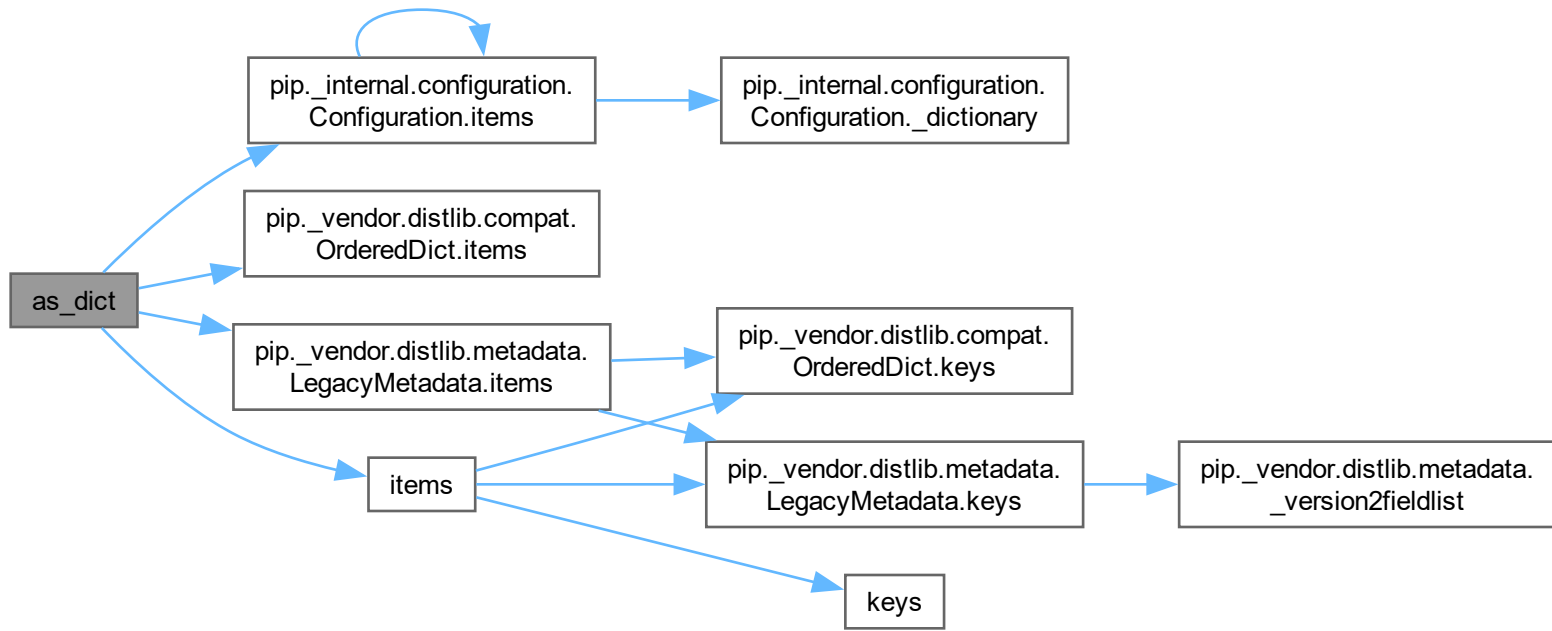 pip._internal.configuration.
Configuration.items
pip._internal.configuration.
Configuration._dictionary
pip._vendor.distlib.compat.
OrderedDict.items
as_dict
pip._vendor.distlib.metadata.
LegacyMetadata.items
pip._vendor.distlib.compat.
OrderedDict.keys
items
pip._vendor.distlib.metadata.
LegacyMetadata.keys
pip._vendor.distlib.metadata.
_version2fieldlist
keys